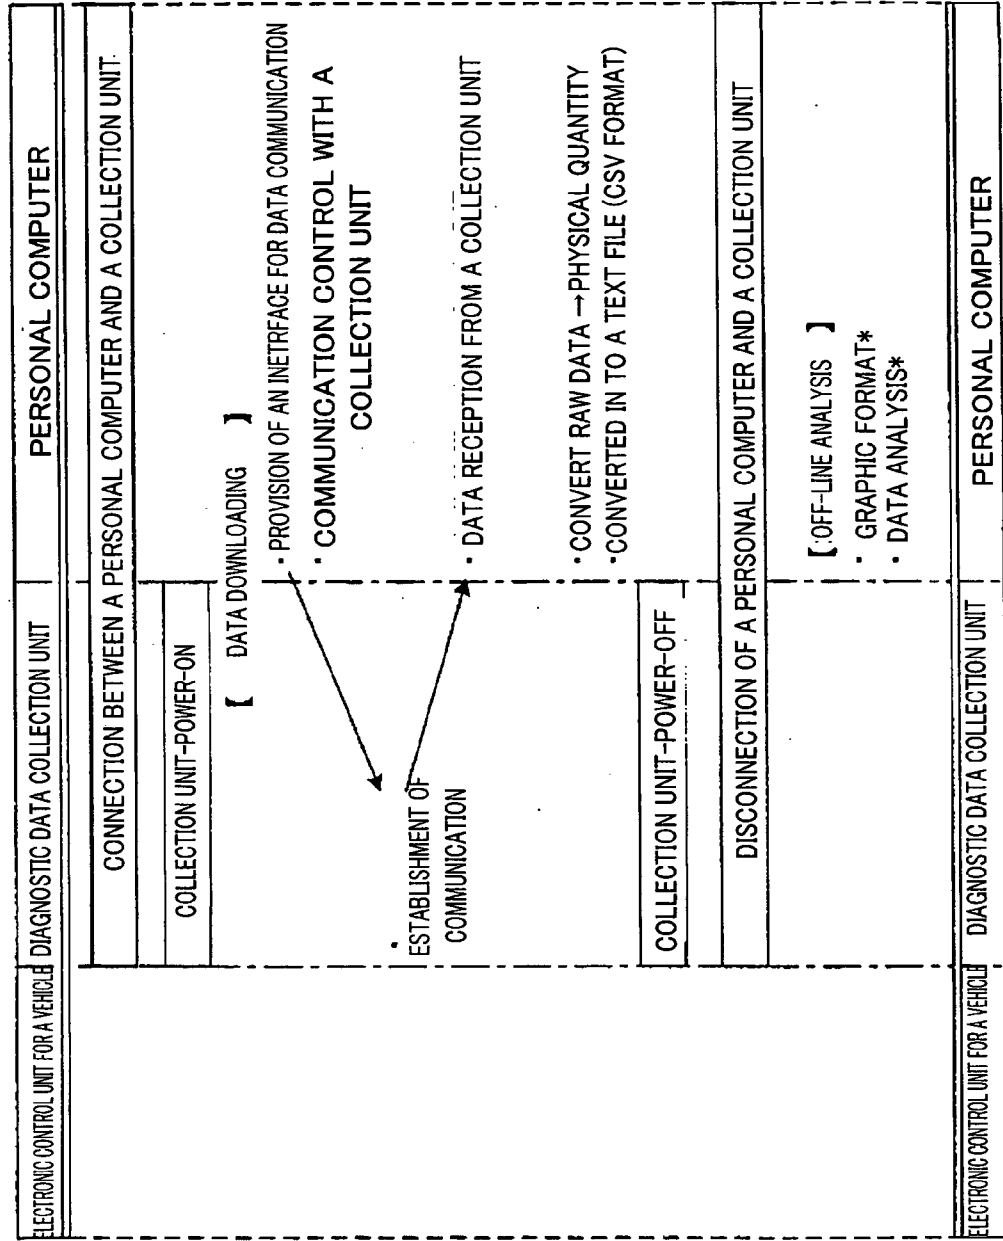 ELECTRONIC CONTROL UNIT FOR A VEHICLE
DIAGNOSTIC DATA COLLECTION UNIT
PERSONAL COMPUTER
CONNECTION BETWEEN A PERSONAL COMPUTER AND A COLLECTION UNIT
COLLECTION UNIT-POWER-ON
【 DATA DOWNLOADING 】
・PROVISION OF AN INETRFACE FOR DATA COMMUNICATION
・COMMUNICATION CONTROL WITH A
COLLECTION UNIT
・ESTABLISHMENT OF
COMMUNICATION
・DATA RECEPTION FROM A COLLECTION UNIT
・CONVERT RAW DATA →PHYSICAL QUANTITY
・CONVERTED IN TO A TEXT FILE (CSV FORMAT)
COLLECTION UNIT-POWER-OFF
DISCONNECTION OF A PERSONAL COMPUTER AND A COLLECTION UNIT
【:OFF-LINE ANALYSIS 】
・GRAPHIC FORMAT*
・DATA ANALYSIS*
ELECTRONIC CONTROL UNIT FOR A VEHICLE
DIAGNOSTIC DATA COLLECTION UNIT
PERSONAL COMPUTER